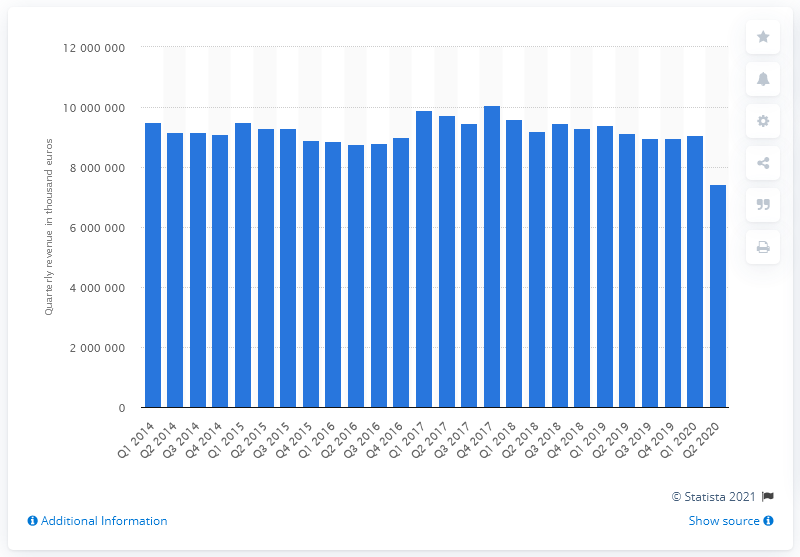 12 000 000
10 000 000
8 000 000
6 000 000
4 000 000
2 000 000
0
Quarterly revenue in thousand euros
Q1 2014
Q2 2014
Q3 2014
Q4 2014
Q1 2015
Q2 2015
Q3 2015
Q4 2015
Q1 2016
Q2 2016
Q3 2016
Q4 2016
Q1 2017
Q2 2017
Q3 2017
Q4 2017
Q1 2018
Q2 2018
Q3 2018
Q4 2018
Q1 2019
Q2 2019
Q3 2019
Q4 2019
Q1 2020
Q2 2020
© Statista 2021
Additional Information
Show source